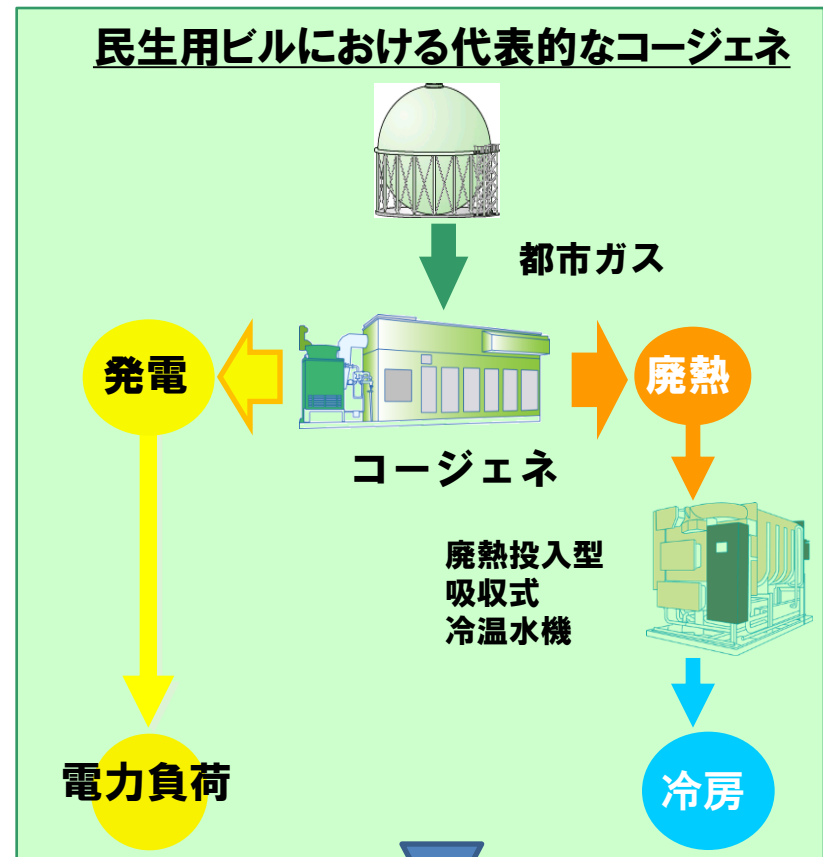 民生用ビルにおける代表的なコージェネ
都市ガス
発電
廃熱
コージェネ
廃熱投入型
吸収式
冷温水機
電力負荷
冷房